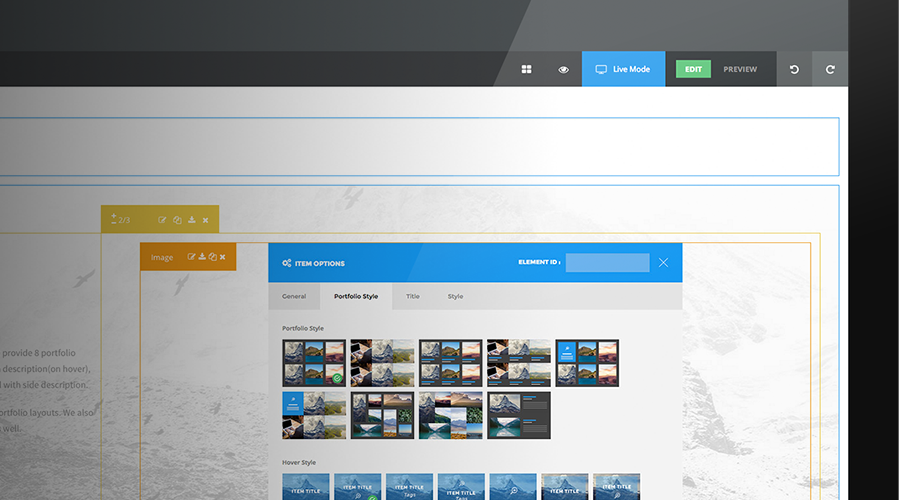 Live Mode
EDIT
PREVIEW
2/3
Image
ITEM OPTIONS
ELEMENT ID :
General
Portfolio Style
Title
Style
Portfolio Style
provide 8 portfolio
description(on hover),
with side description.
rtfolio layouts. We also
well.
Hover Style
ITEM TITLE
ITEM TITLE
ITEM TITLE
Tags
ITEM TITLE
Tags
ITEM TITLE
ITEM TITLE